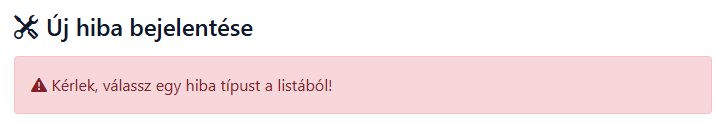 Új hiba bejelentése
Kérlek, válassz egy hiba típust a listából!